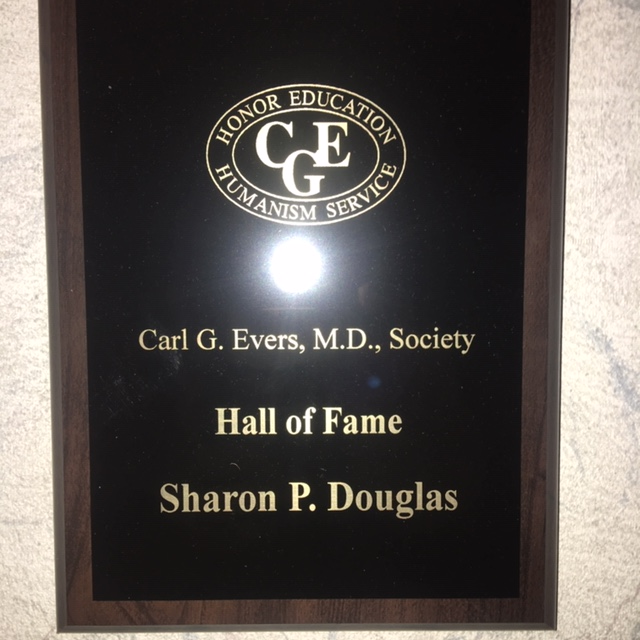 HONOR EDUCATION
CGE
HUMANISM SERVICE
Carl G. Evers, M.D., Society
Hall of Fame
Sharon P. Douglas